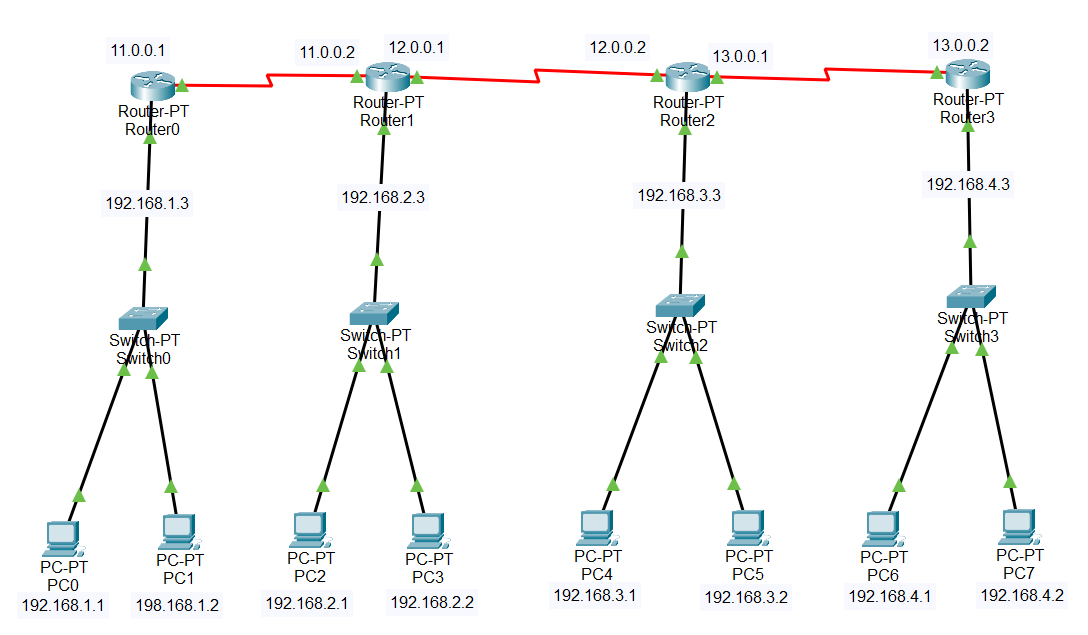 11.0.0.1
11.0.0.2
12.0.0.1
12.0.0.2
13.0.0.1
13.0.0.2
Router-PT
Router0
Router-PT
Router1
Router-PT
Router2
Router-PT
Router3
192.168.1.3
192.168.2.3
192.168.3.3
192.168.4.3
Switch-PT
Switch0
Switch-PT
Switch1
Switch-PT
Switch2
Switch-PT
Switch3
PC-PT
PC0
192.168.1.1
PC-PT
PC1
198.168.1.2
PC-PT
PC2
192.168.2.1
PC-PT
PC3
192.168.2.2
PC-PT
PC4
192.168.3.1
PC-PT
PC5
192.168.3.2
PC-PT
PC6
192.168.4.1
PC-PT
PC7
192.168.4.2